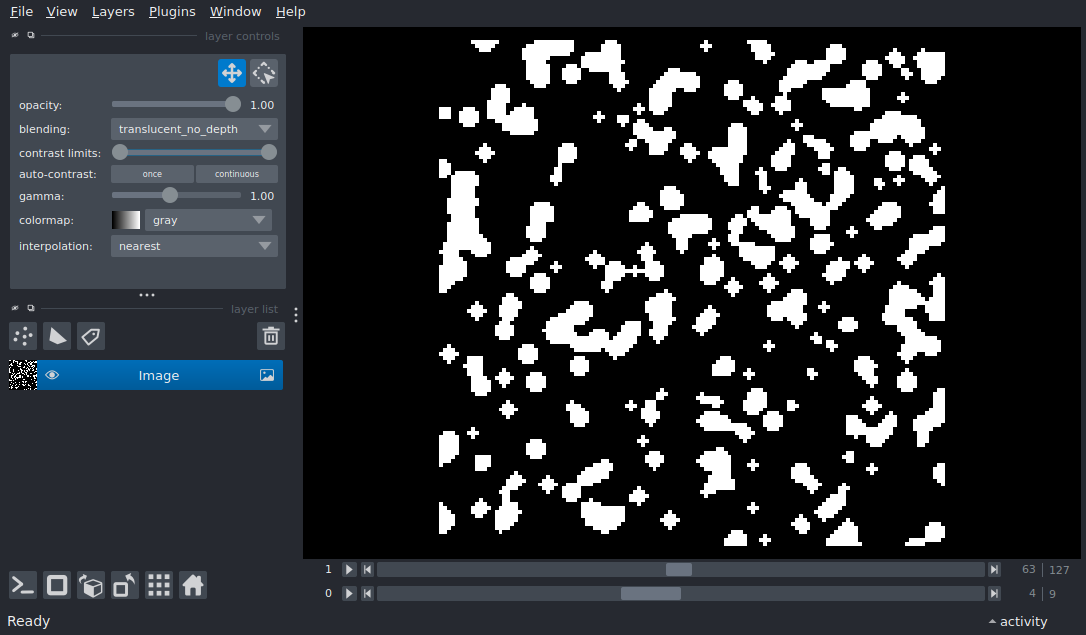 File View Layers Plugins Window Help
layer controls
opacity: 1.00
blending: translucent_no_depth
contrast limits:
auto-contrast: once continuous
gamma: 1.00
colormap: gray
interpolation: nearest
layer list
Image
1 63 127
0 4 9
Ready activity